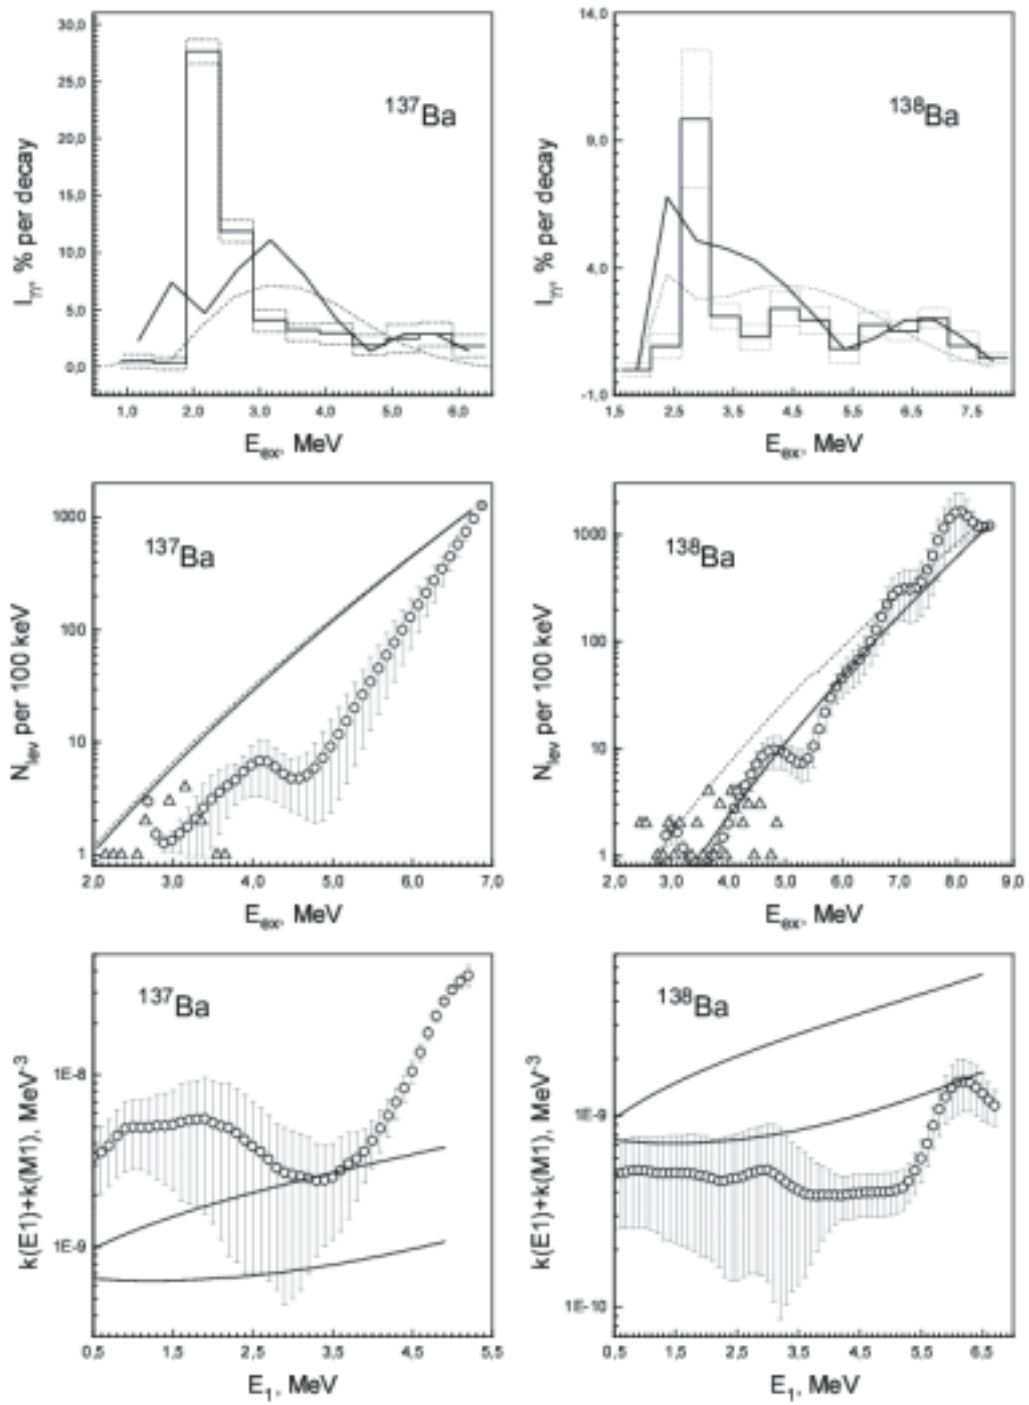 30,0
25,0
20,0
15,0
10,0
5,0
0,0
I_γγ, % per decay
137Ba
1,0 2,0 3,0 4,0 5,0 6,0
E_ex, MeV
14,0
9,0
4,0
-1,0
I_γγ, % per decay
138Ba
1,5 2,5 3,5 4,5 5,5 6,5 7,5
E_ex, MeV
1000
100
10
1
N_lev per 100 keV
137Ba
2,0 3,0 4,0 5,0 6,0 7,0
E_ex, MeV
1000
100
10
1
N_lev per 100 keV
138Ba
2,0 3,0 4,0 5,0 6,0 7,0 8,0 9,0
E_ex, MeV
1E-8
1E-9
k(E1)+k(M1), MeV^-3
137Ba
0,5 1,5 2,5 3,5 4,5 5,5
E_1, MeV
1E-9
1E-10
k(E1)+k(M1), MeV^-3
138Ba
0,5 1,5 2,5 3,5 4,5 5,5 6,5
E_1, MeV